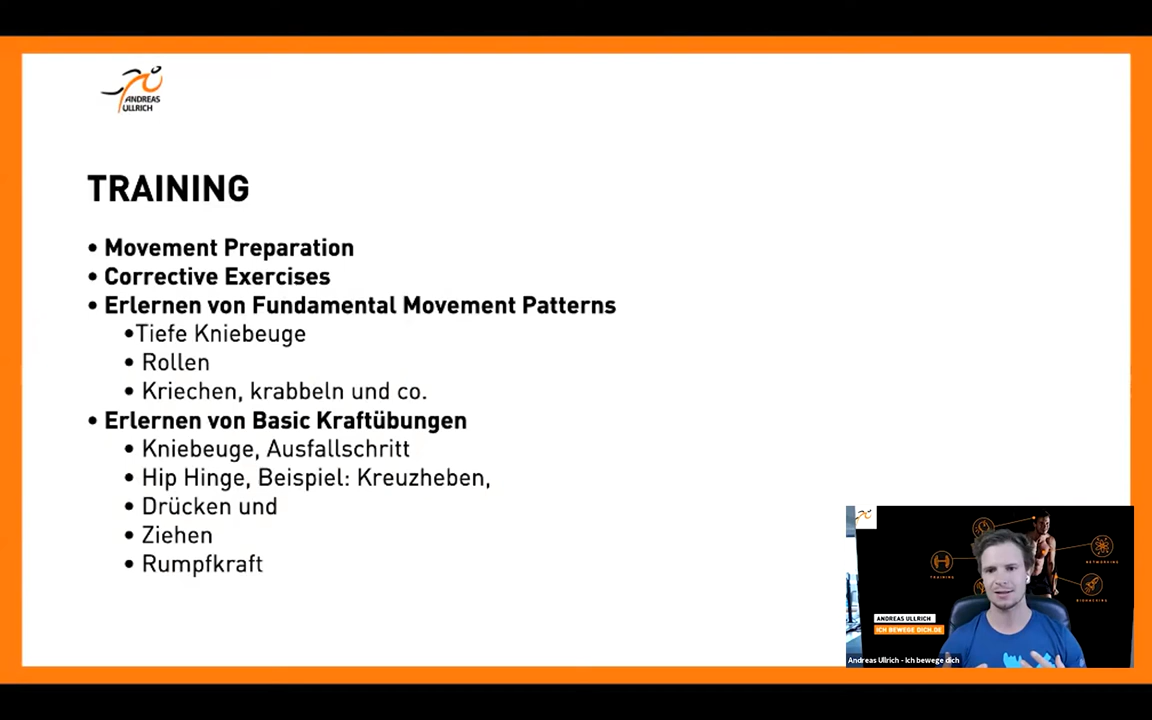 ANDREAS
ULLRICH
TRAINING
• Movement Preparation
• Corrective Exercises
• Erlernen von Fundamental Movement Patterns
•Tiefe Kniebeuge
• Rollen
• Kriechen, krabbeln und co.
• Erlernen von Basic Kraftübungen
• Kniebeuge, Ausfallschritt
• Hip Hinge, Beispiel: Kreuzheben,
• Drücken und
• Ziehen
• Rumpfkraft
NETWORKING
TRAINING
BIOHACKING
ANDREAS ULLRICH
ICH BEWEGE DICH.DE
Andreas Ullrich - Ich bewege dich